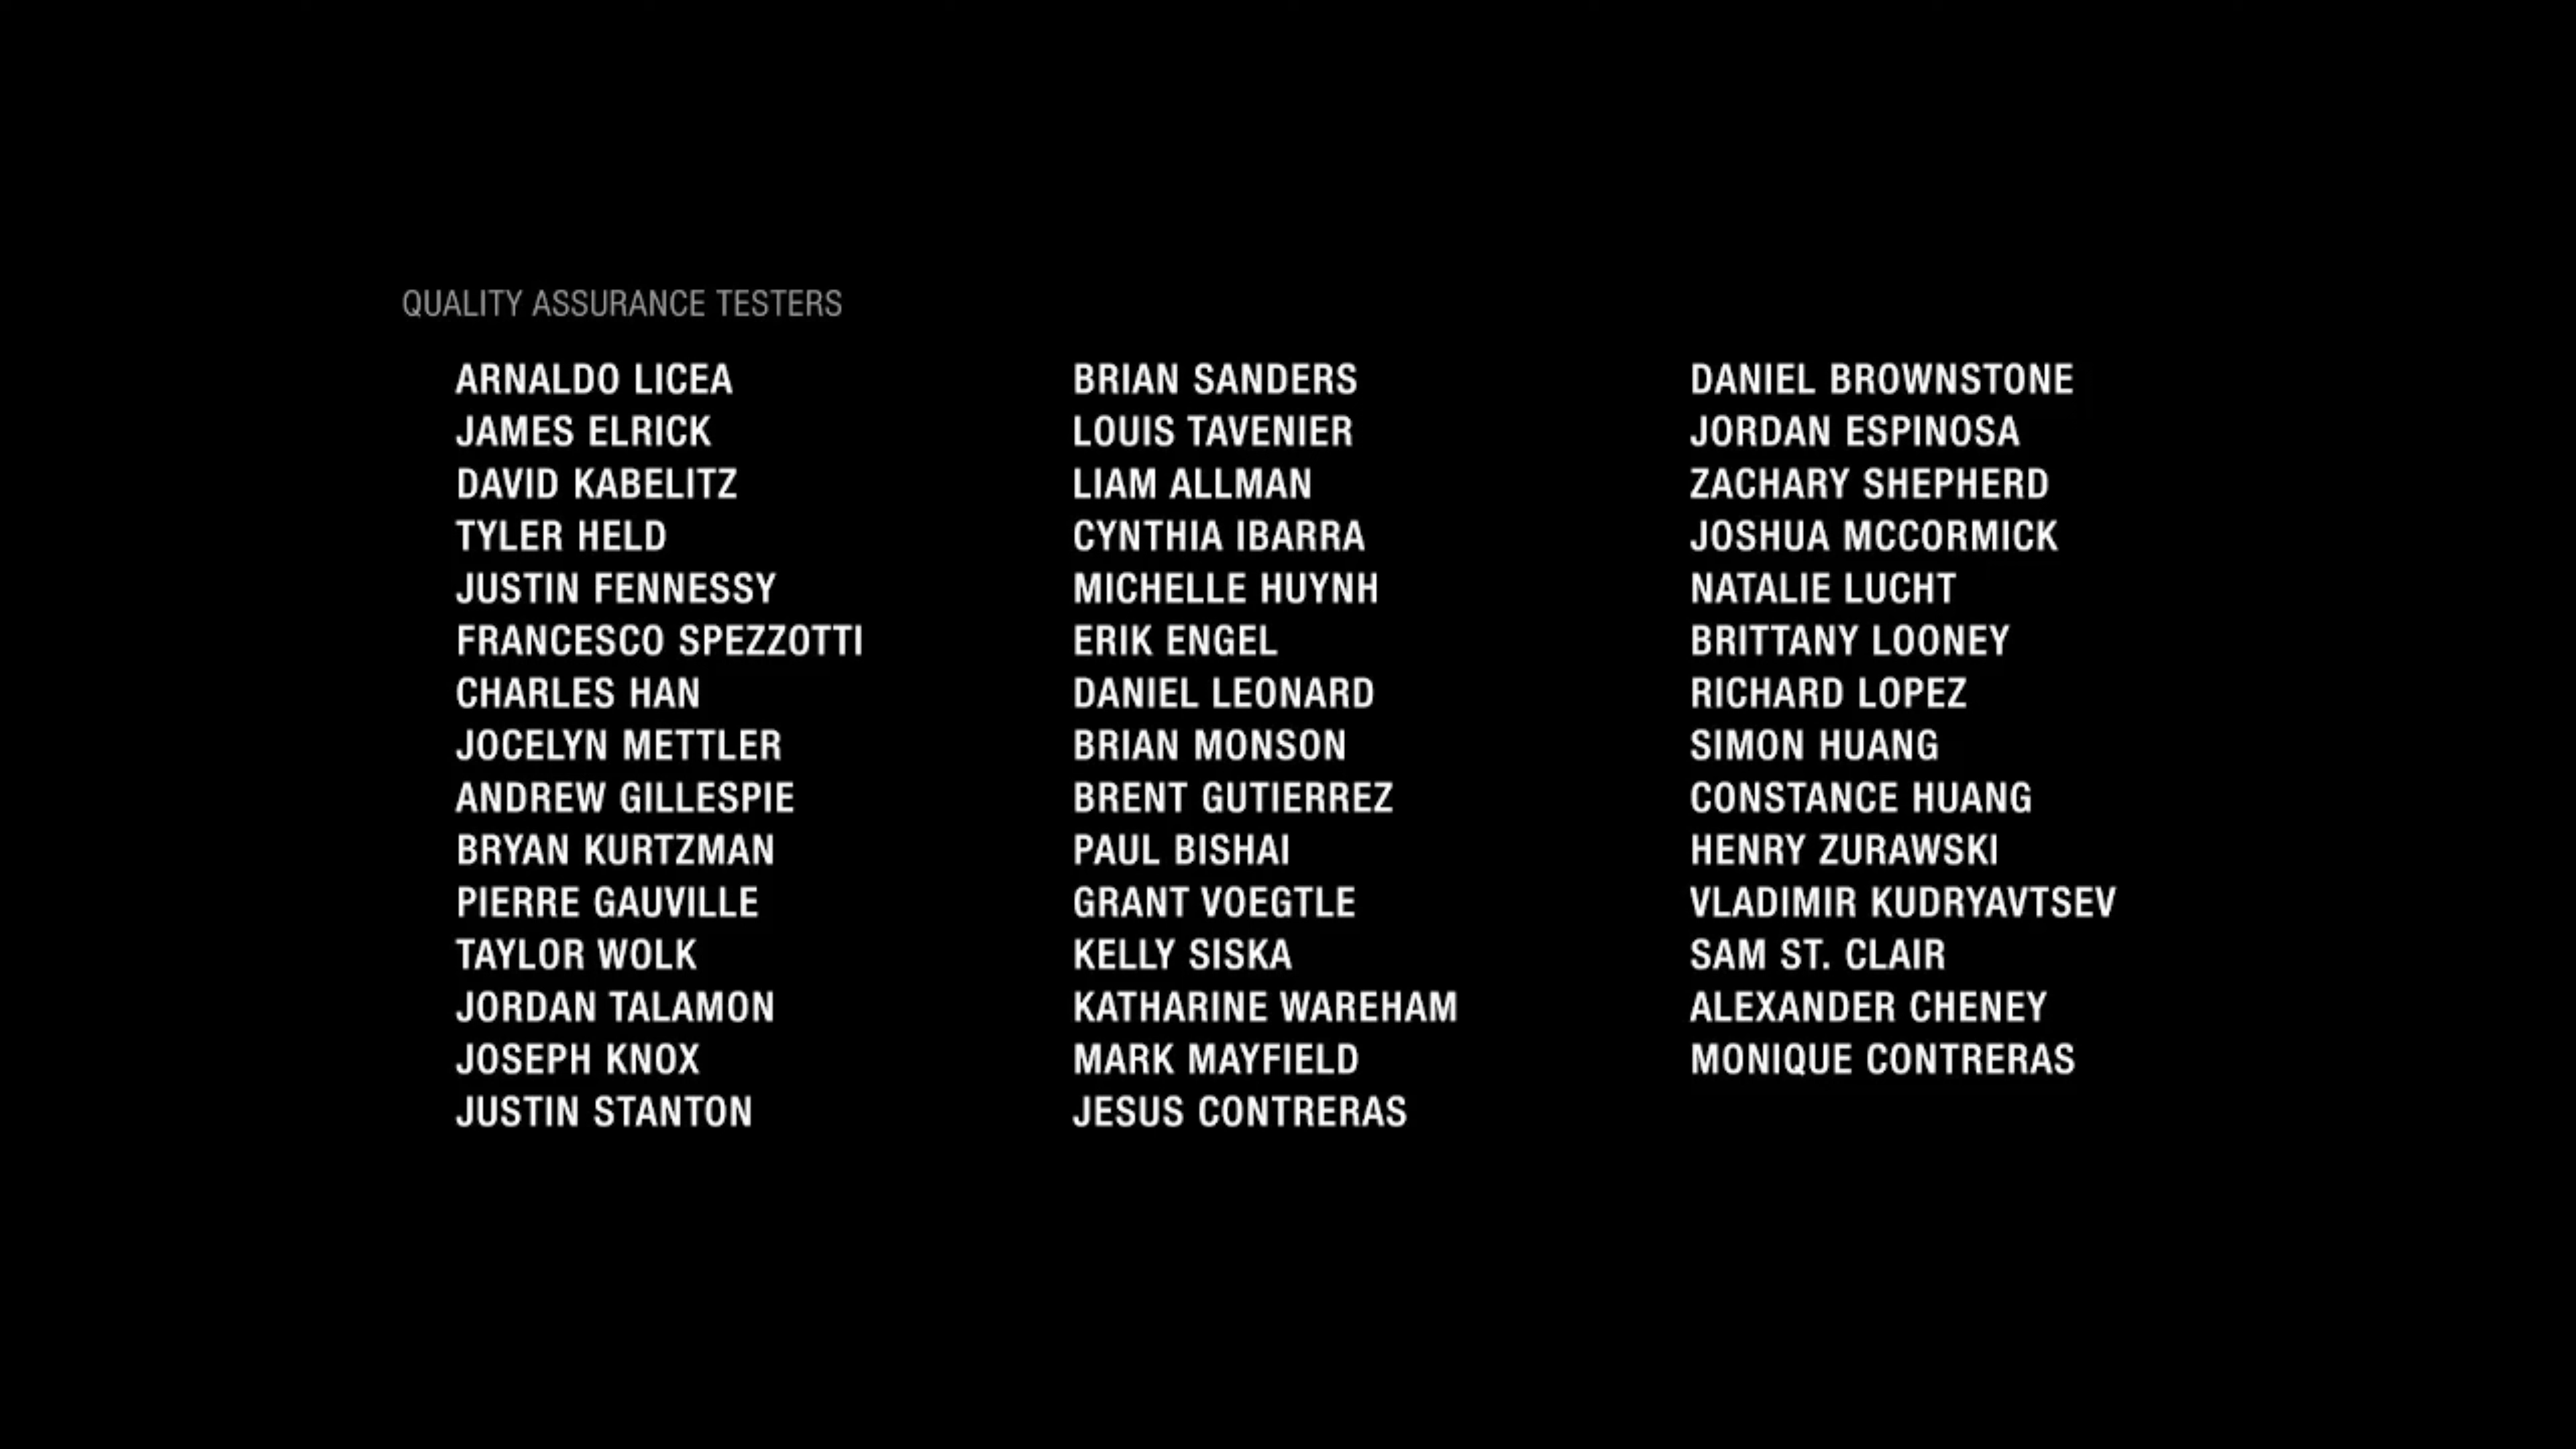 QUALITY ASSURANCE TESTERS
ARNALDO LICEA
JAMES ELRICK
DAVID KABELITZ
TYLER HELD
JUSTIN FENNESSY
FRANCESCO SPEZZOTTI
CHARLES HAN
JOCELYN METTLER
ANDREW GILLESPIE
BRYAN KURTZMAN
PIERRE GAUVILLE
TAYLOR WOLK
JORDAN TALAMON
JOSEPH KNOX
JUSTIN STANTON
BRIAN SANDERS
LOUIS TAVENIER
LIAM ALLMAN
CYNTHIA IBARRA
MICHELLE HUYNH
ERIK ENGEL
DANIEL LEONARD
BRIAN MONSON
BRENT GUTIERREZ
PAUL BISHAI
GRANT VOEGTLE
KELLY SISKA
KATHARINE WAREHAM
MARK MAYFIELD
JESUS CONTRERAS
DANIEL BROWNSTONE
JORDAN ESPINOSA
ZACHARY SHEPHERD
JOSHUA MCCORMICK
NATALIE LUCHT
BRITTANY LOONEY
RICHARD LOPEZ
SIMON HUANG
CONSTANCE HUANG
HENRY ZURAWSKI
VLADIMIR KUDRYAVTSEV
SAM ST. CLAIR
ALEXANDER CHENEY
MONIQUE CONTRERAS